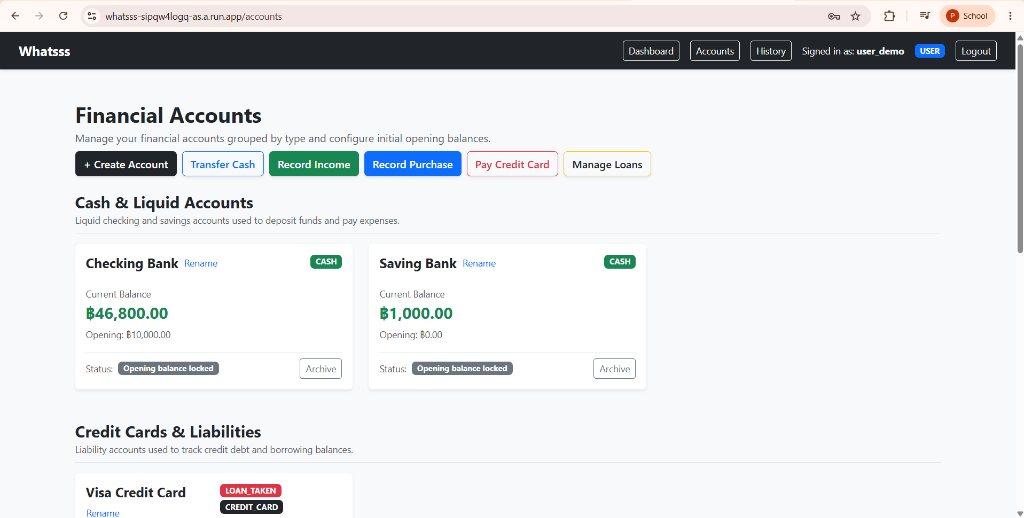 whatsss-sipqw4logq-as.a.run.app/accounts
P School
Whatsss Dashboard Accounts History Signed in as: user_demo USER Logout
Financial Accounts
Manage your financial accounts grouped by type and configure initial opening balances.
+ Create Account Transfer Cash Record Income Record Purchase Pay Credit Card Manage Loans
Cash & Liquid Accounts
Liquid checking and savings accounts used to deposit funds and pay expenses.
Checking Bank Rename CASH
Current Balance
฿46,800.00
Opening: ฿10,000.00
Status: Opening balance locked Archive
Saving Bank Rename CASH
Current Balance
฿1,000.00
Opening: ฿0.00
Status: Opening balance locked Archive
Credit Cards & Liabilities
Liability accounts used to track credit debt and borrowing balances.
Visa Credit Card LOAN_TAKEN
CREDIT_CARD
Rename